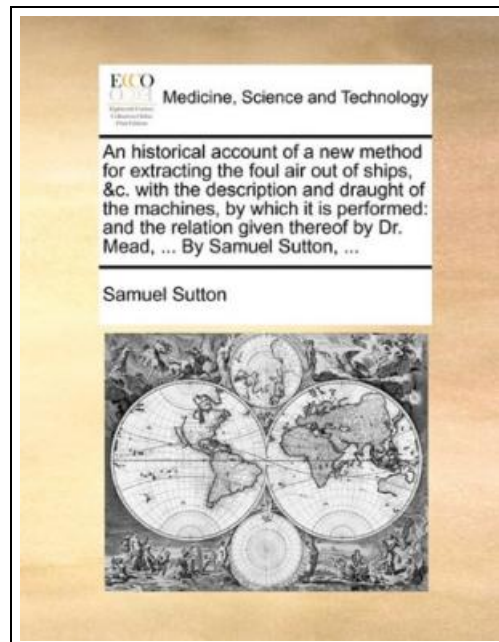 ECCO
Medicine, Science and Technology
An historical account of a new method
for extracting the foul air out of ships,
&c. with the description and draught of
the machines, by which it is performed:
and the relation given thereof by Dr.
Mead, ... By Samuel Sutton, ...
Samuel Sutton